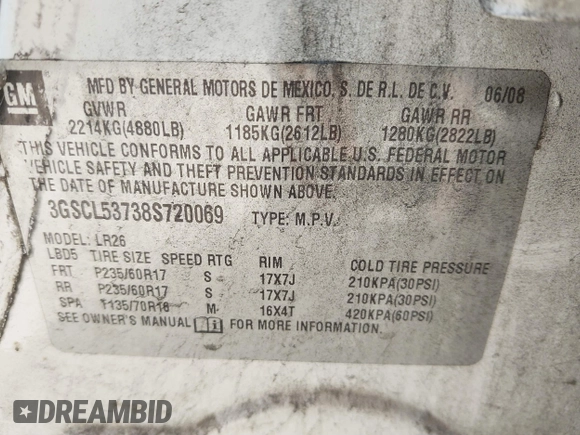 GM
MFD BY GENERAL MOTORS DE MEXICO, S. DE R.L. DE C.V. 06/08
GVWR GAWR FRT GAWR RR
2214KG(4880LB) 1185KG(2612LB) 1280KG(2822LB)
THIS VEHICLE CONFORMS TO ALL APPLICABLE U.S. FEDERAL MOTOR
VEHICLE SAFETY AND THEFT PREVENTION STANDARDS IN EFFECT ON
THE DATE OF MANUFACTURE SHOWN ABOVE.
3GSCL53738S720069 TYPE: M.P.V.
MODEL: LR26
LBD5 TIRE SIZE SPEED RTG RIM COLD TIRE PRESSURE
FRT P235/60R17 S 17X7J 210KPA(30PSI)
RR P235/60R17 S 17X7J 210KPA(30PSI)
SPA T135/70R16 M 16X4T 420KPA(60PSI)
SEE OWNER'S MANUAL i FOR MORE INFORMATION.
DREAMBID